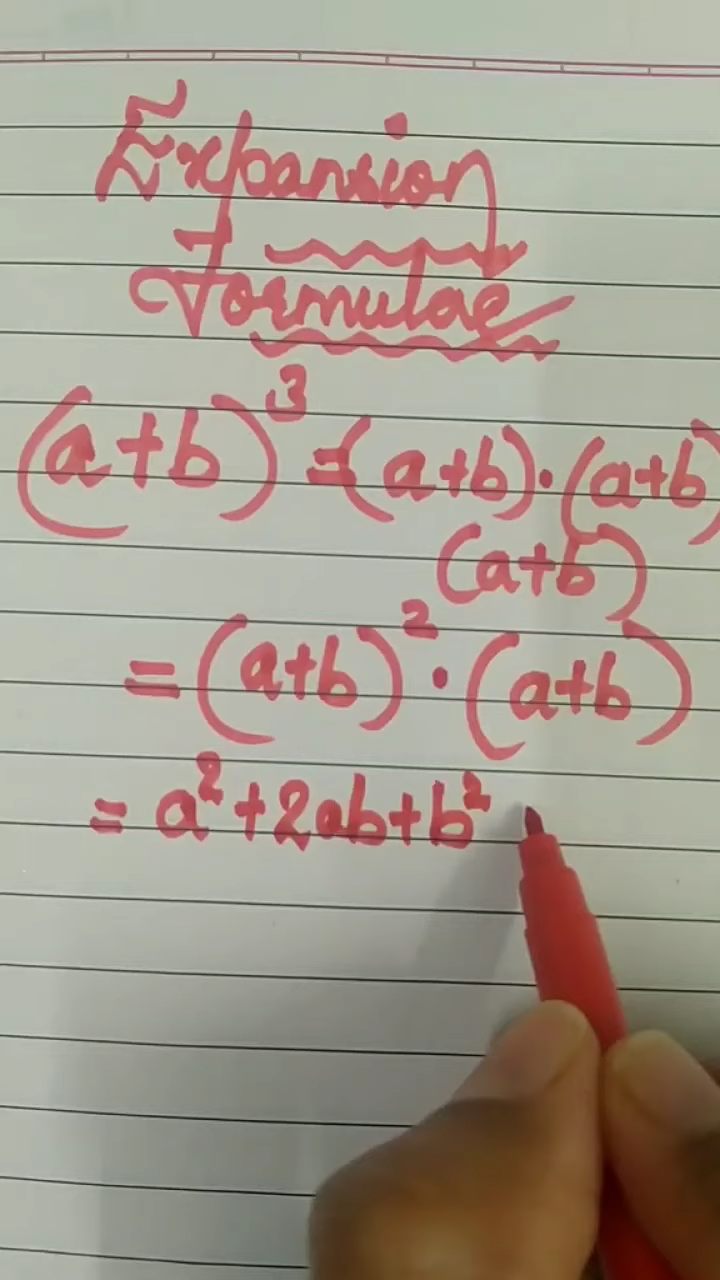 Expansion
Formulae
(a+b)³ = (a+b)·(a+b)
(a+b)
= (a+b)²·(a+b)
= a²+2ab+b²